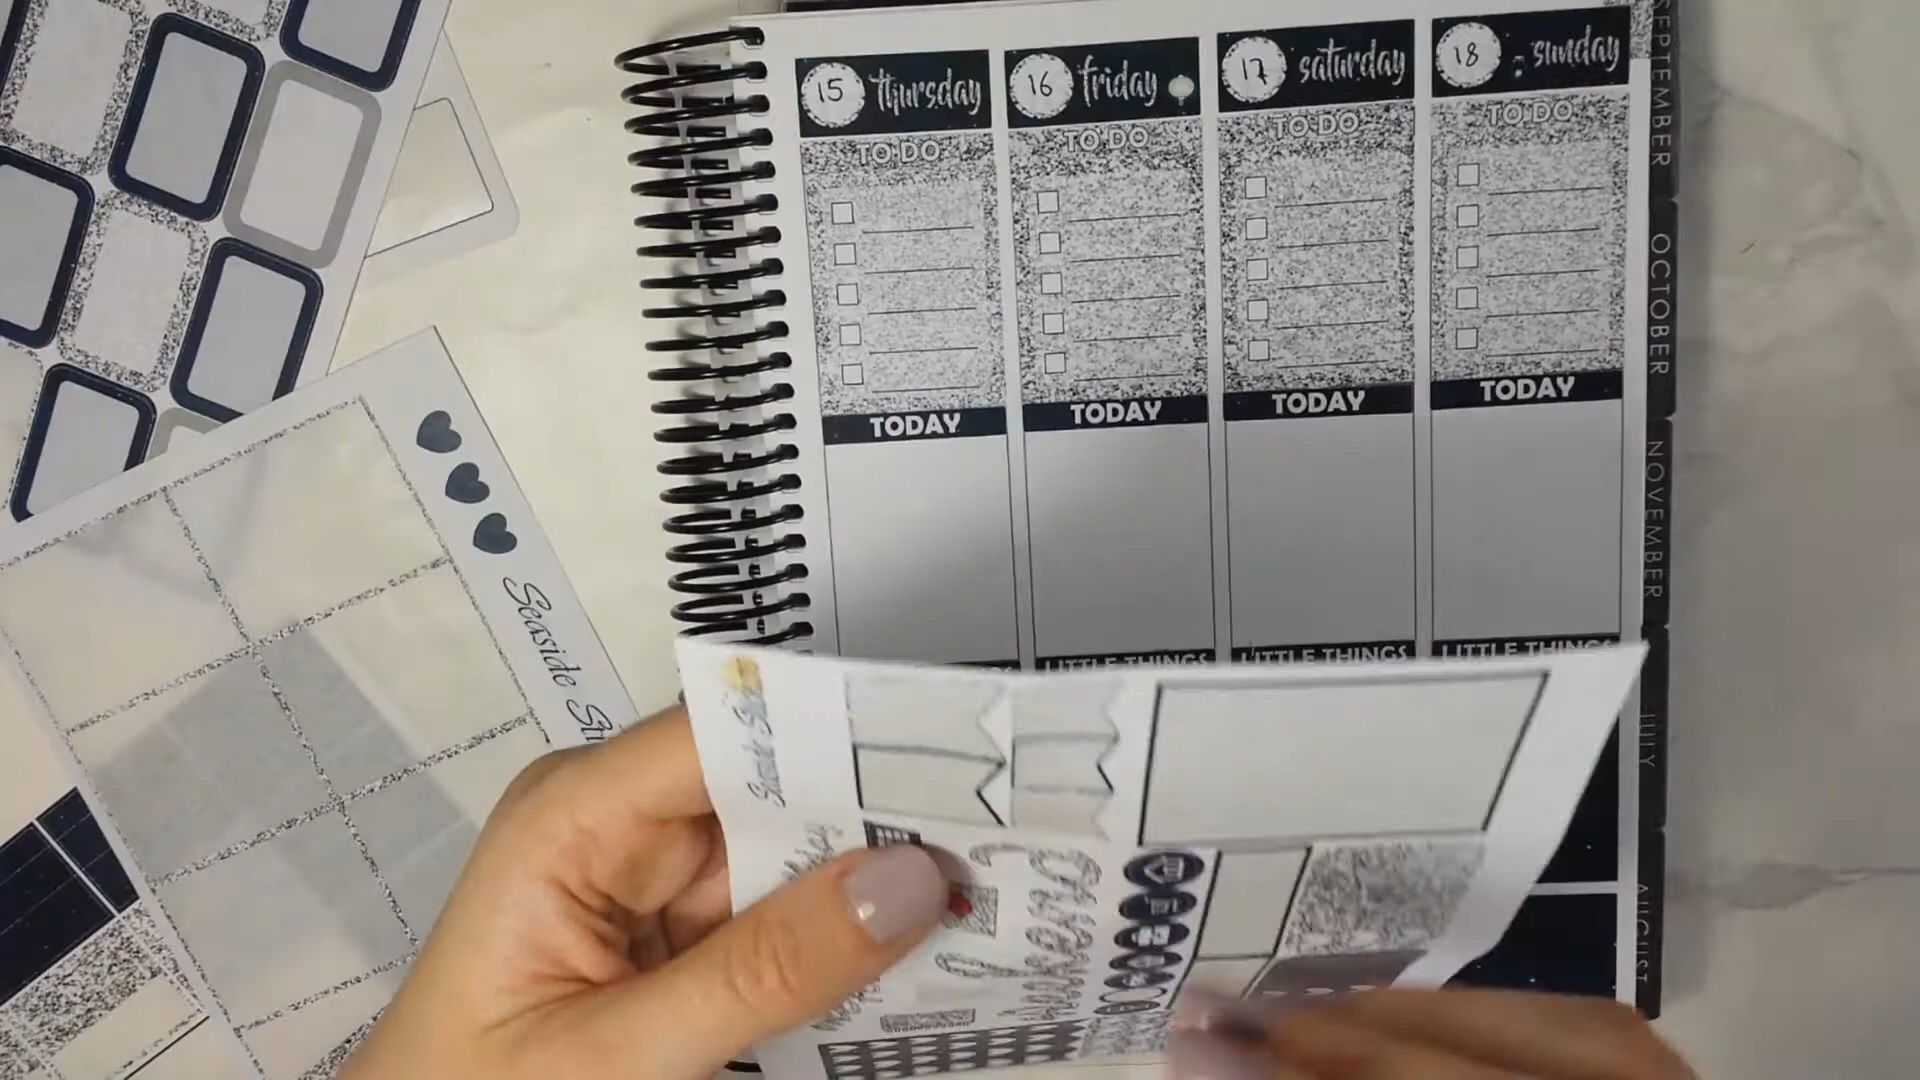 15 thursday 16 friday 17 saturday 18 sunday
TO DO TO DO TO DO TO DO
TODAY TODAY TODAY TODAY
LITTLE THINGS LITTLE THINGS LITTLE THINGS
SEPTEMBER
OCTOBER
NOVEMBER
JULY
AUGUST
Seaside
Seaside